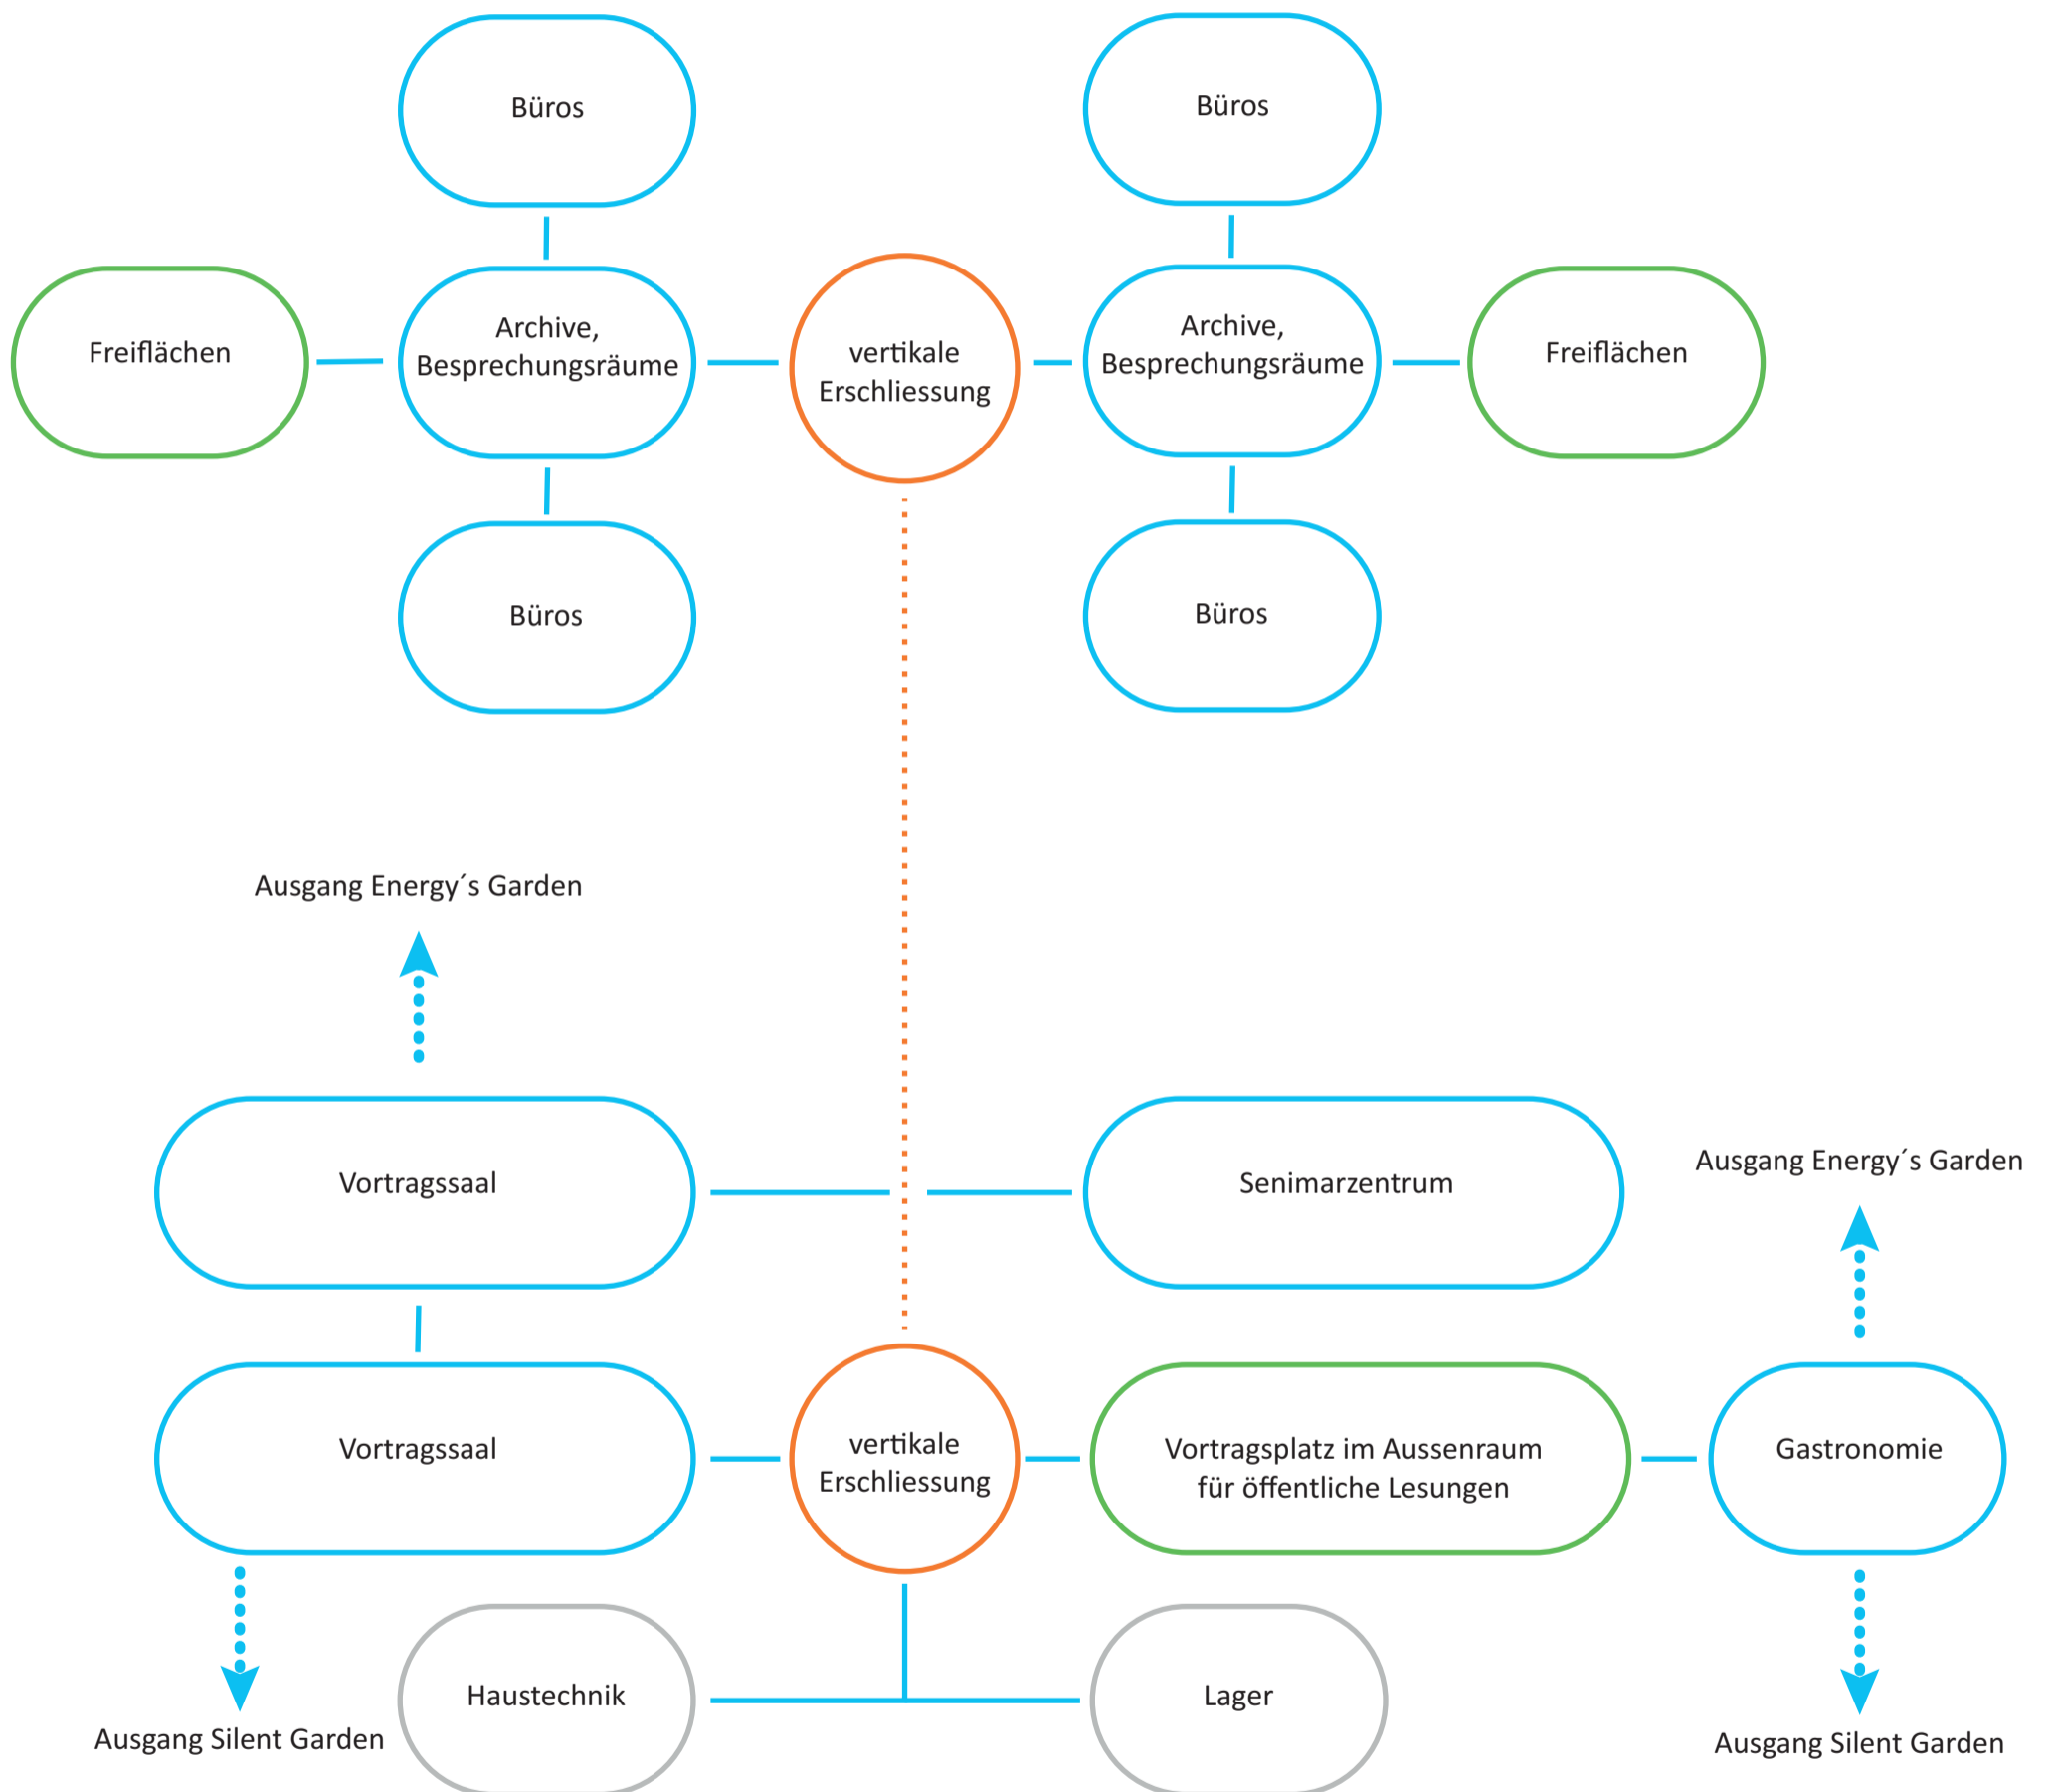 Büros
Büros
Freiflächen
Archive,
Besprechungsräume
vertikale
Erschliessung
Archive,
Besprechungsräume
Freiflächen
Büros
Büros
Ausgang Energy´s Garden
Vortragssaal
Senimarzentrum
Ausgang Energy´s Garden
Vortragssaal
vertikale
Erschliessung
Vortragsplatz im Aussenraum
für öffentliche Lesungen
Gastronomie
Haustechnik
Lager
Ausgang Silent Garden
Ausgang Silent Garden